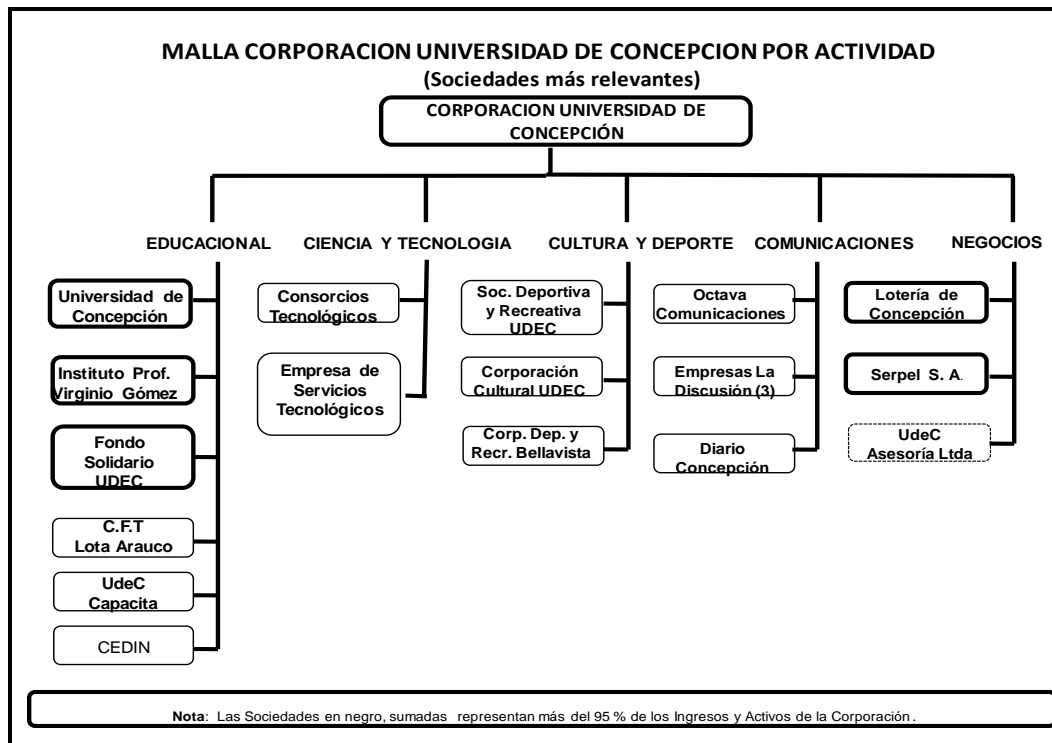 MALLA CORPORACION UNIVERSIDAD DE CONCEPCION POR ACTIVIDAD
(Sociedades más relevantes)
CORPORACION UNIVERSIDAD DE
CONCEPCIÓN
EDUCACIONAL
CIENCIA Y TECNOLOGIA
CULTURA Y DEPORTE
COMUNICACIONES
NEGOCIOS
Universidad de
Concepción
Instituto Prof.
Virginio Gómez
Fondo
Solidario
UDEC
C.F.T
Lota Arauco
UdeC
Capacita
CEDIN
Consorcios
Tecnológicos
Empresa de
Servicios
Tecnológicos
Soc. Deportiva
y Recreativa
UDEC
Corporación
Cultural UDEC
Corp. Dep. y
Recr. Bellavista
Octava
Comunicaciones
Empresas La
Discusión (3)
Diario
Concepción
Lotería de
Concepción
Serpel S. A.
UdeC
Asesoría Ltda
Nota: Las Sociedades en negro, sumadas representan más del 95 % de los Ingresos y Activos de la Corporación.